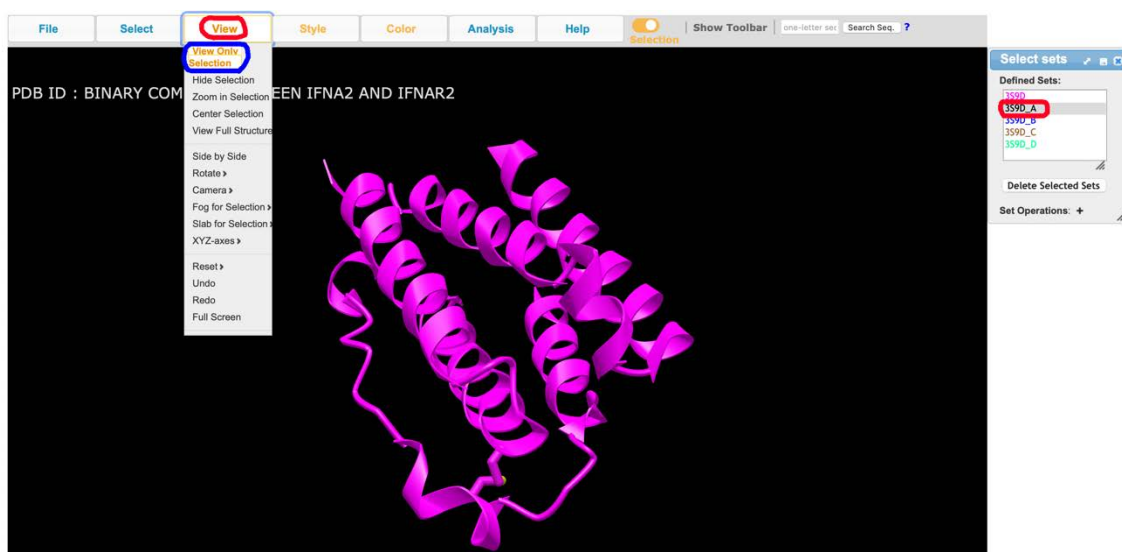 File Select View Style Color Analysis Help Selection Show Toolbar one-letter sec Search Seq. ?
View Only
Selection
Hide Selection
Zoom in Selection
Center Selection
View Full Structure
Side by Side
Rotate ›
Camera ›
Fog for Selection ›
Slab for Selection ›
XYZ-axes ›
Reset ›
Undo
Redo
Full Screen
PDB ID : BINARY COM EEN IFNA2 AND IFNAR2
Select sets
Defined Sets:
3S9D
3S9D_A
3S9D_B
3S9D_C
3S9D_D
Delete Selected Sets
Set Operations: +